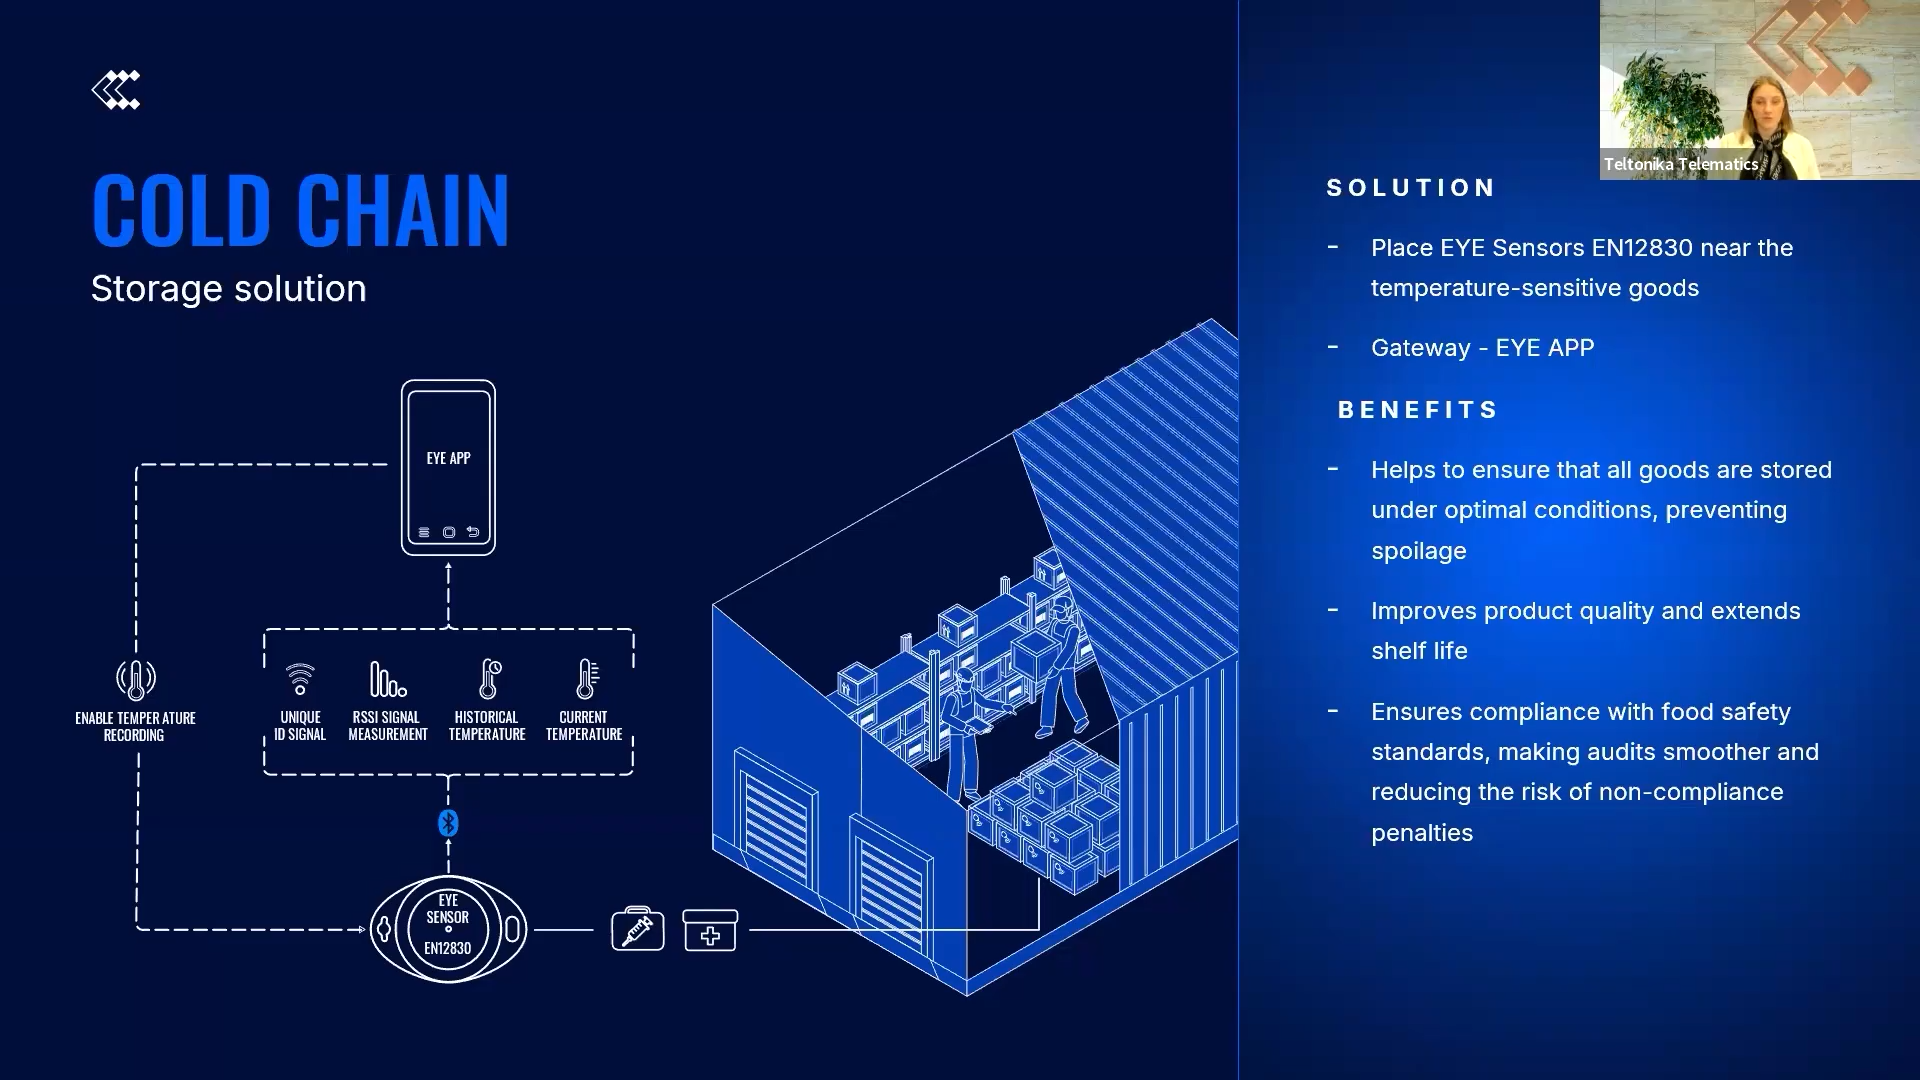 COLD CHAIN
Storage solution
EYE APP
ENABLE TEMPERATURE
RECORDING
UNIQUE
ID SIGNAL
RSSI SIGNAL
MEASUREMENT
HISTORICAL
TEMPERATURE
CURRENT
TEMPERATURE
EYE
SENSOR
EN12830
Teltonika Telematics
SOLUTION
- Place EYE Sensors EN12830 near the
temperature-sensitive goods
- Gateway - EYE APP
BENEFITS
- Helps to ensure that all goods are stored
under optimal conditions, preventing
spoilage
- Improves product quality and extends
shelf life
- Ensures compliance with food safety
standards, making audits smoother and
reducing the risk of non-compliance
penalties